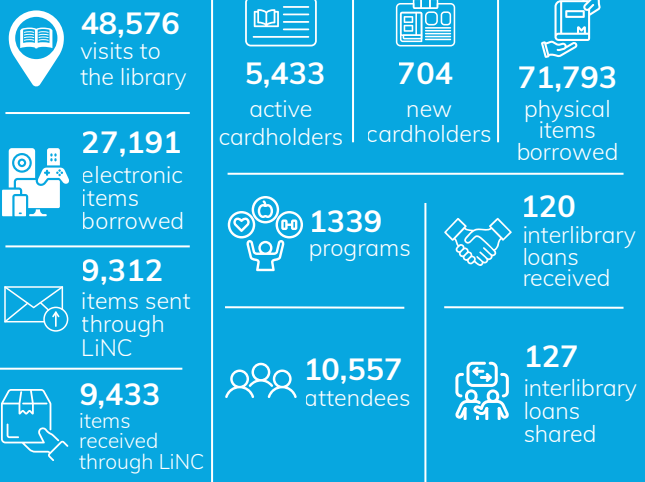 48,576
visits to
the library
27,191
electronic
items
borrowed
9,312
items sent
through
LiNC
9,433
items
received
through LiNC
5,433
active
cardholders
704
new
cardholders
71,793
physical
items
borrowed
1339
programs
120
interlibrary
loans
received
10,557
attendees
127
interlibrary
loans
shared